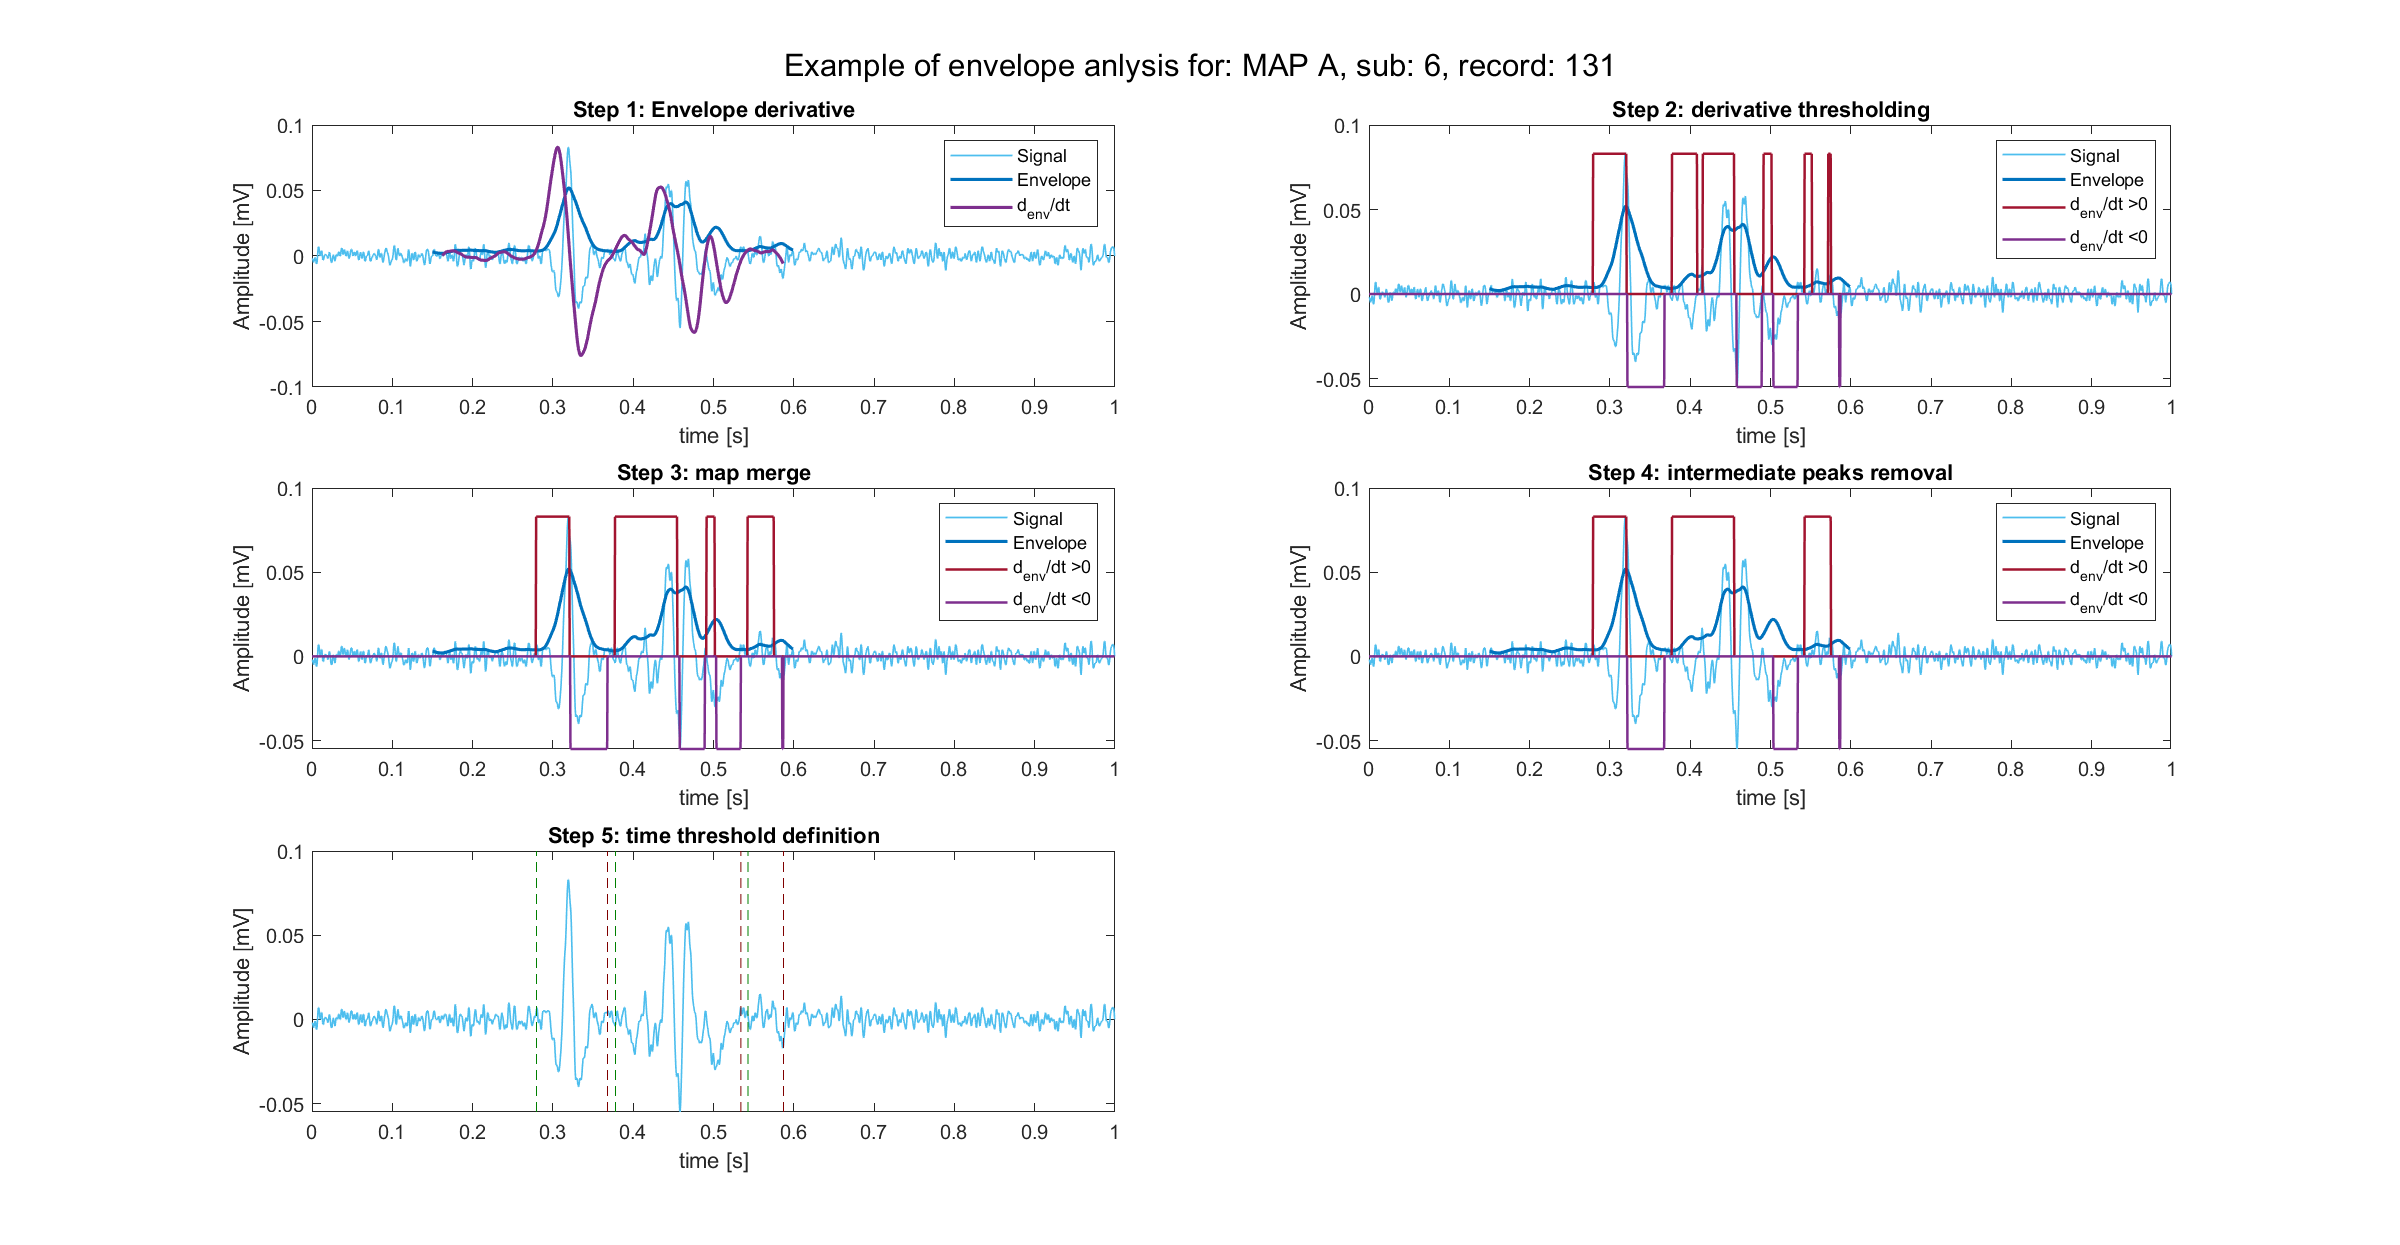 Example of envelope anlysis for: MAP A, sub: 6, record: 131
Step 1: Envelope derivative
0.1
0.05
0
-0.05
-0.1
Amplitude [mV]
Signal
Envelope
d_env/dt
0 0.1 0.2 0.3 0.4 0.5 0.6 0.7 0.8 0.9 1
time [s]
Step 2: derivative thresholding
0.1
0.05
0
-0.05
Amplitude [mV]
Signal
Envelope
d_env/dt >0
d_env/dt <0
0 0.1 0.2 0.3 0.4 0.5 0.6 0.7 0.8 0.9 1
time [s]
Step 3: map merge
0.1
0.05
0
-0.05
Amplitude [mV]
Signal
Envelope
d_env/dt >0
d_env/dt <0
0 0.1 0.2 0.3 0.4 0.5 0.6 0.7 0.8 0.9 1
time [s]
Step 4: intermediate peaks removal
0.1
0.05
0
-0.05
Amplitude [mV]
Signal
Envelope
d_env/dt >0
d_env/dt <0
0 0.1 0.2 0.3 0.4 0.5 0.6 0.7 0.8 0.9 1
time [s]
Step 5: time threshold definition
0.1
0.05
0
-0.05
Amplitude [mV]
0 0.1 0.2 0.3 0.4 0.5 0.6 0.7 0.8 0.9 1
time [s]